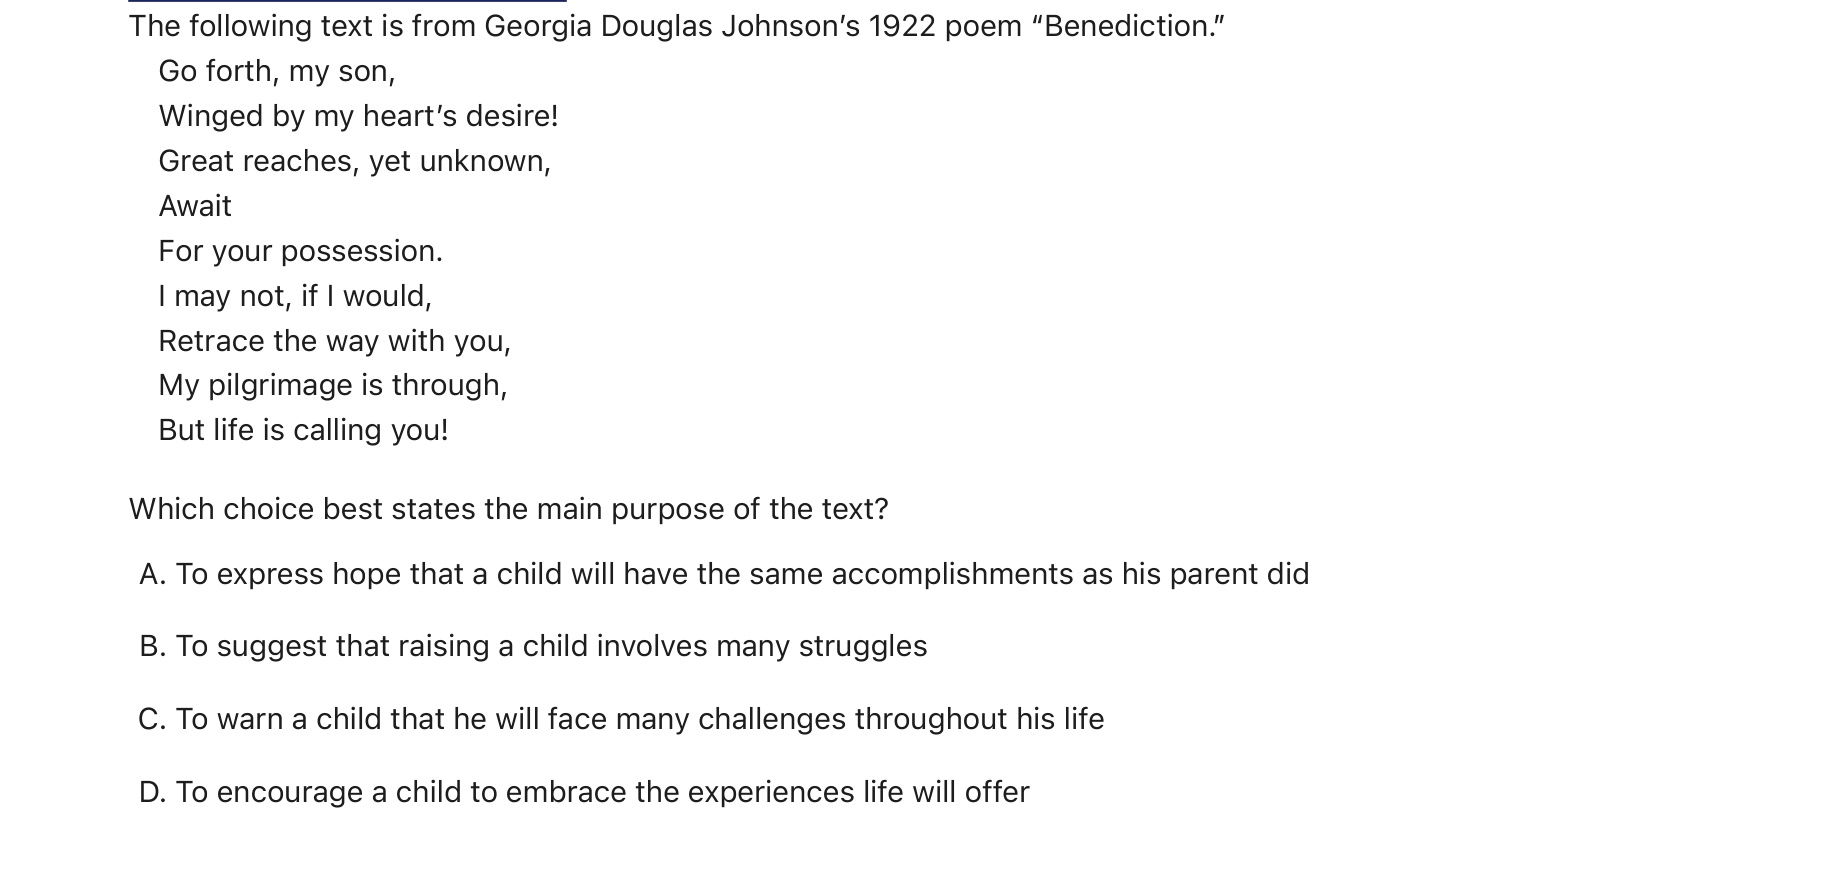 The following text is from Georgia Douglas Johnson’s 1922 poem “Benediction.”
Go forth, my son,
Winged by my heart’s desire!
Great reaches, yet unknown,
Await
For your possession.
I may not, if I would,
Retrace the way with you,
My pilgrimage is through,
But life is calling you!
Which choice best states the main purpose of the text?
A. To express hope that a child will have the same accomplishments as his parent did
B. To suggest that raising a child involves many struggles
C. To warn a child that he will face many challenges throughout his life
D. To encourage a child to embrace the experiences life will offer